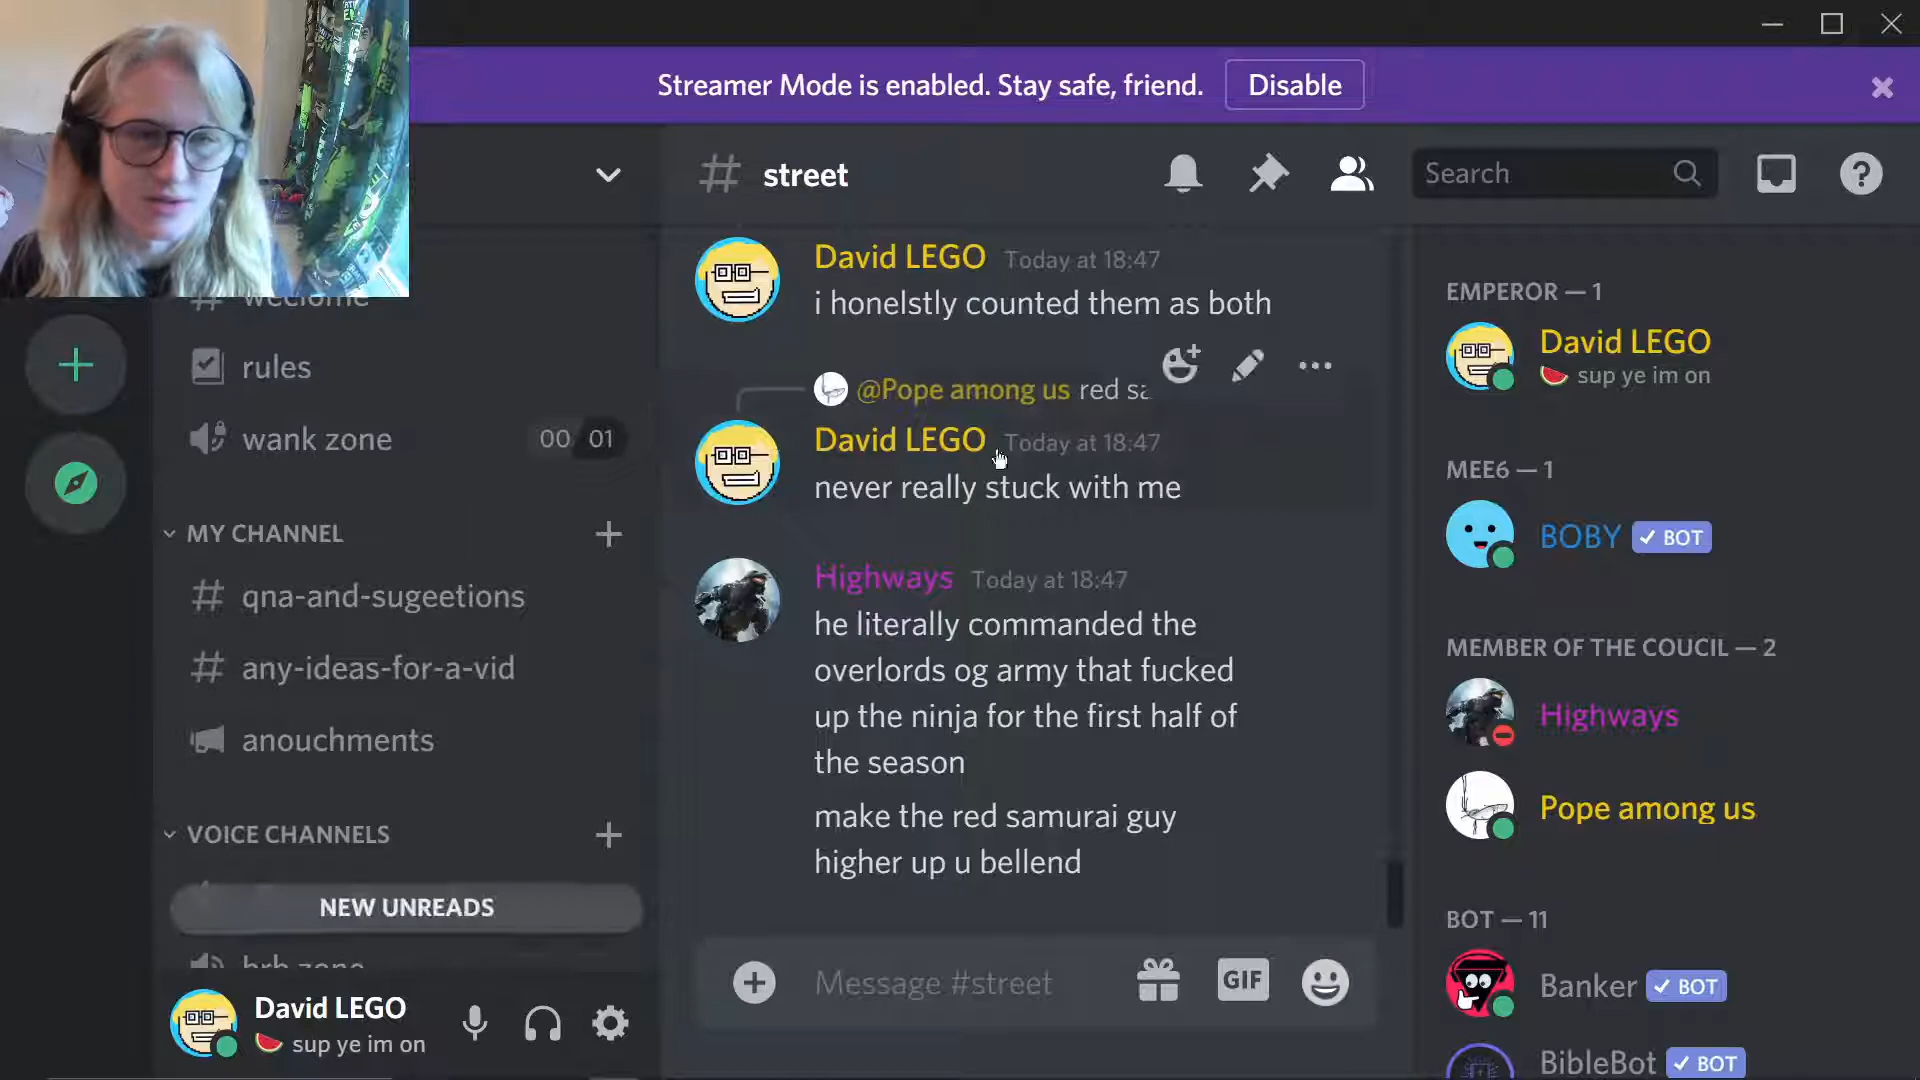 Streamer Mode is enabled. Stay safe, friend. Disable
# street
Search
David LEGO Today at 18:47
i honelstly counted them as both
@Pope among us red sa
David LEGO Today at 18:47
never really stuck with me
Highways Today at 18:47
he literally commanded the
overlords og army that fucked
up the ninja for the first half of
the season
make the red samurai guy
higher up u bellend
Message #street
GIF
welcome
rules
wank zone 00 01
MY CHANNEL
qna-and-sugeetions
any-ideas-for-a-vid
anouchments
VOICE CHANNELS
NEW UNREADS
brb zone
David LEGO
sup ye im on
EMPEROR — 1
David LEGO
sup ye im on
MEE6 — 1
BOBY BOT
MEMBER OF THE COUCIL — 2
Highways
Pope among us
BOT — 11
Banker BOT
BibleBot BOT